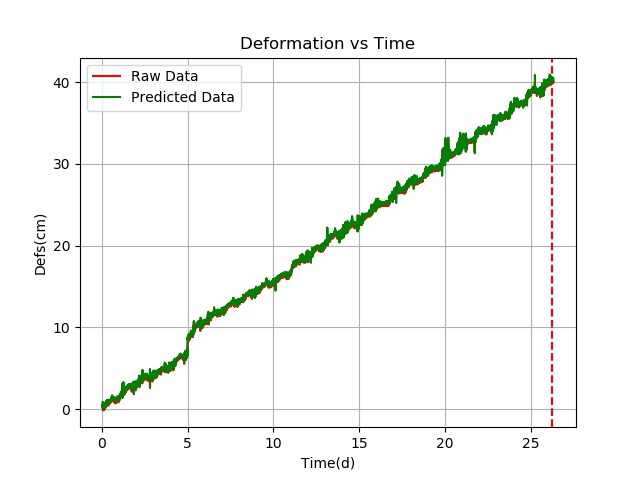 Deformation vs Time
Raw Data
Predicted Data
40
30
20
10
0
Defs(cm)
0 5 10 15 20 25
Time(d)